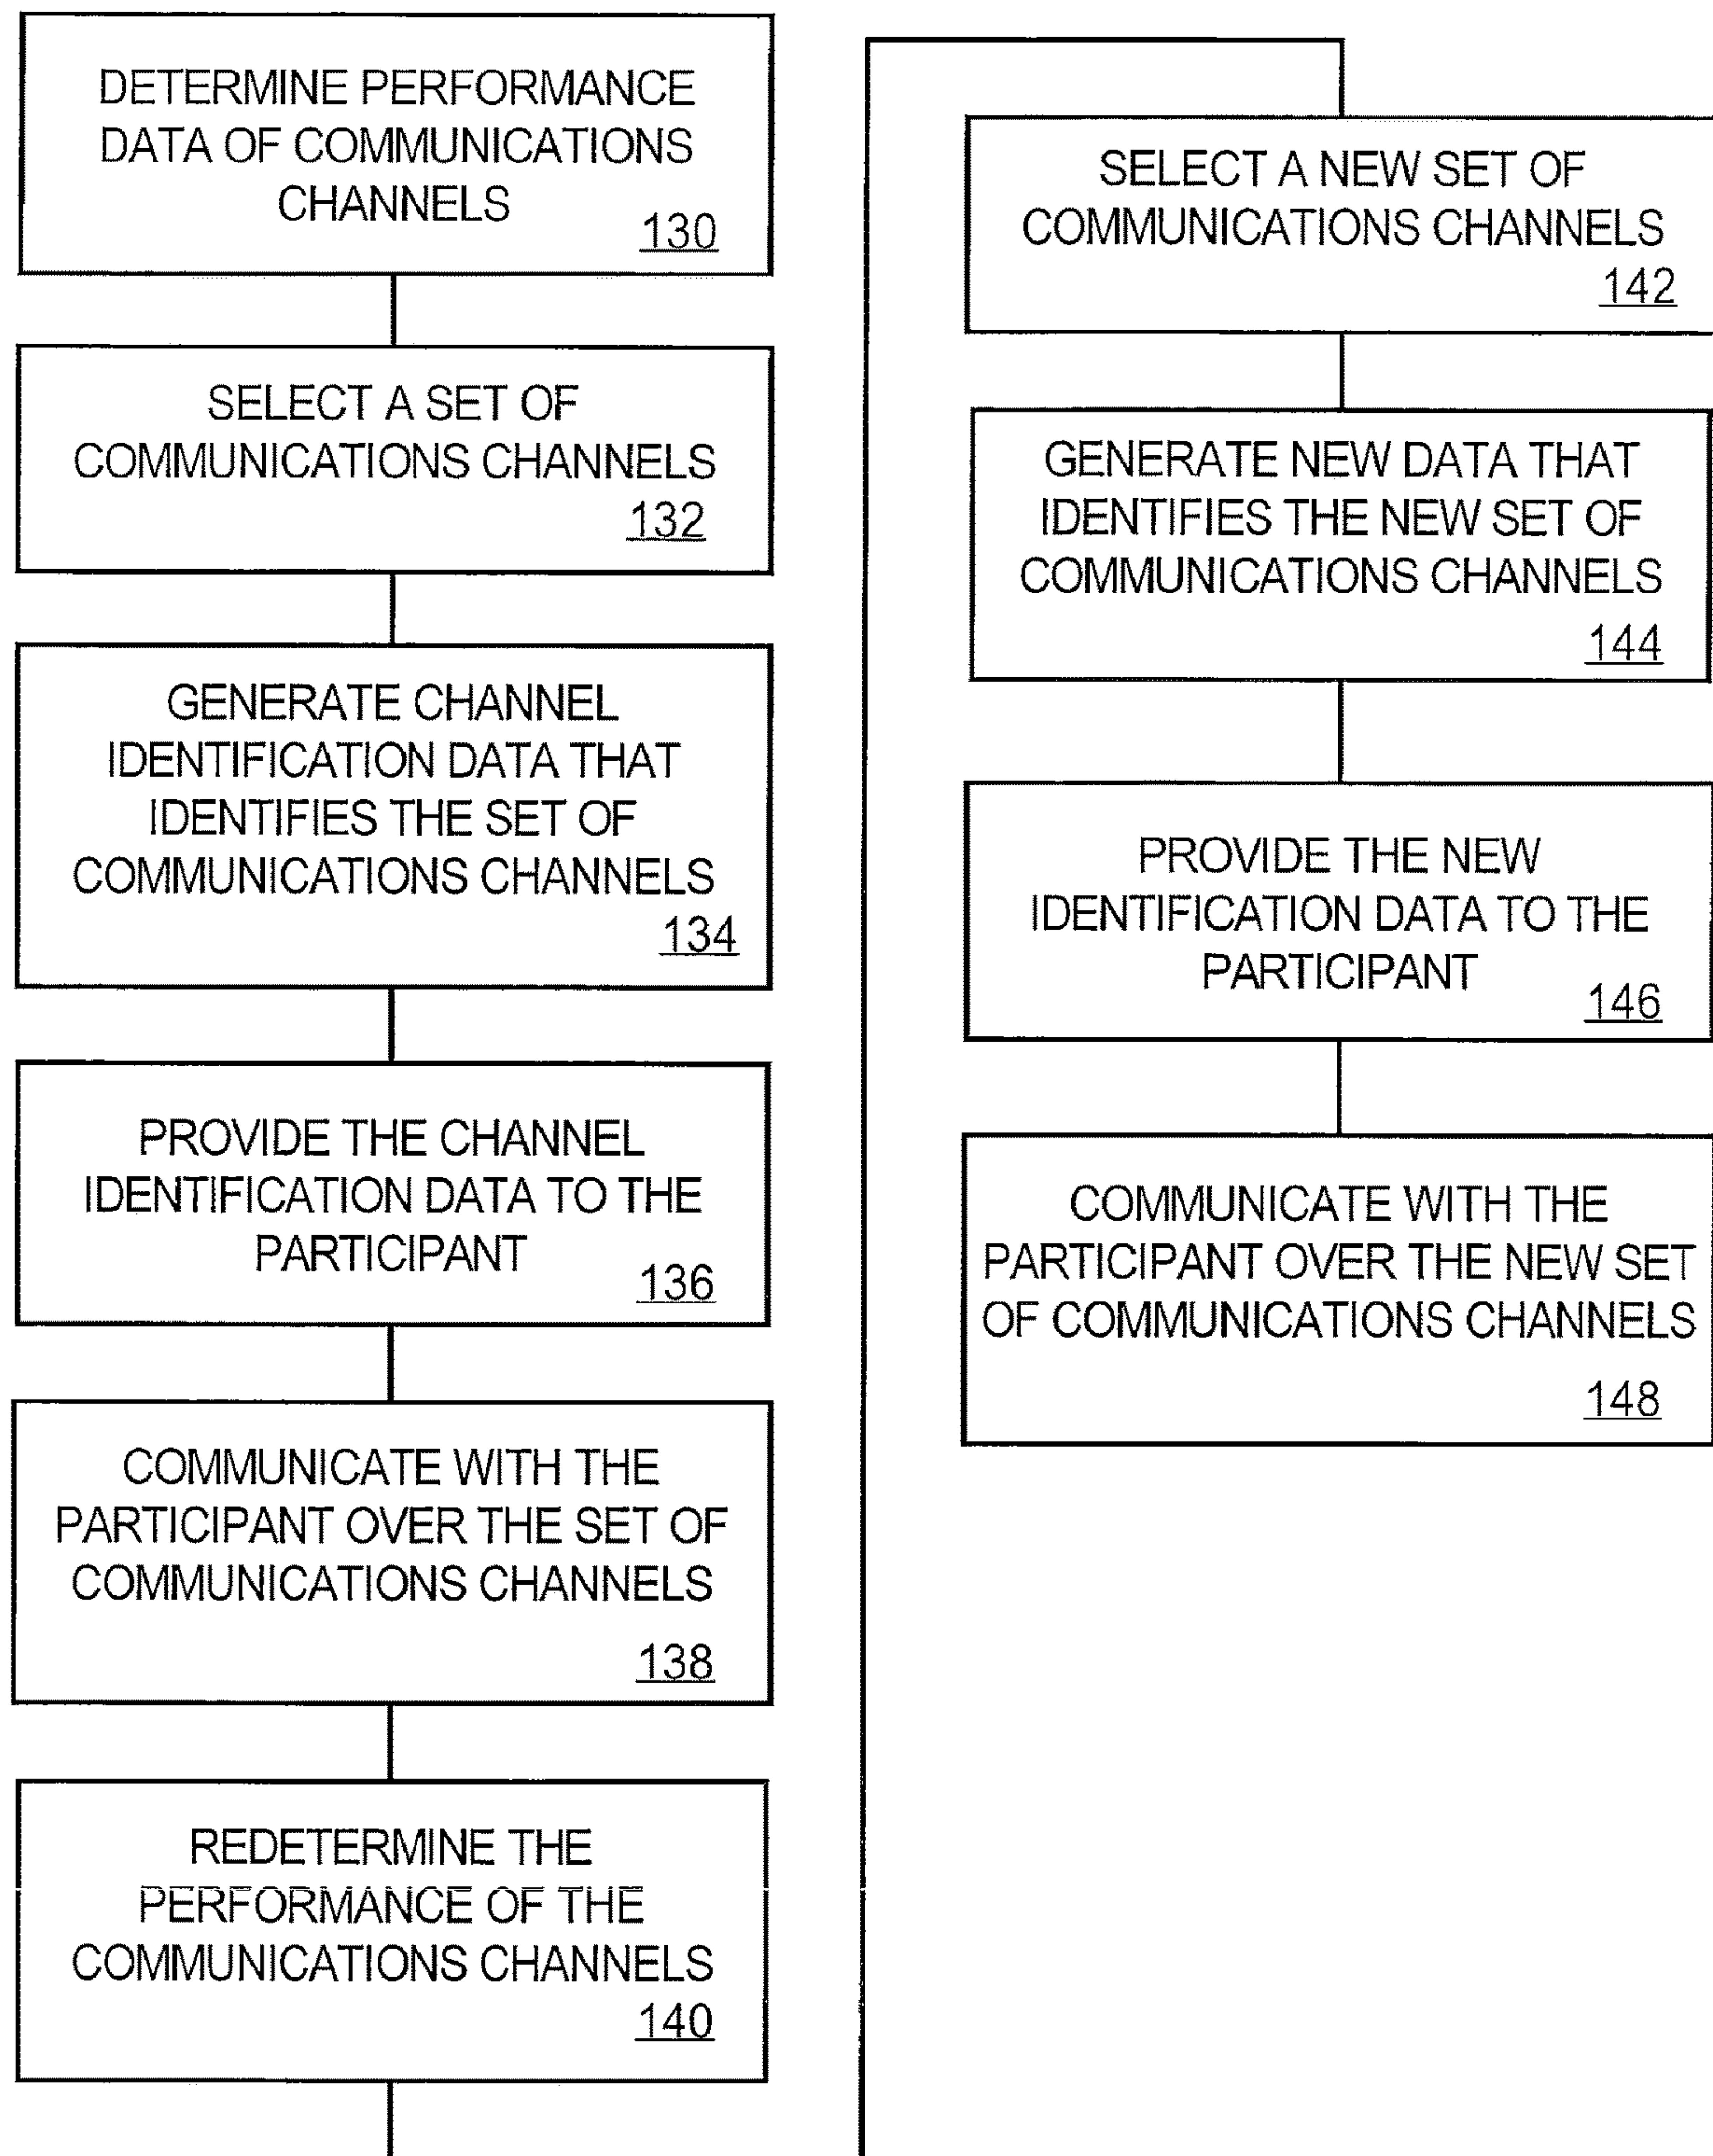 DETERMINE PERFORMANCE
DATA OF COMMUNICATIONS
CHANNELS
130
SELECT A SET OF
COMMUNICATIONS CHANNELS
132
GENERATE CHANNEL
IDENTIFICATION DATA THAT
IDENTIFIES THE SET OF
COMMUNICATIONS CHANNELS
134
PROVIDE THE CHANNEL
IDENTIFICATION DATA TO THE
PARTICIPANT
136
COMMUNICATE WITH THE
PARTICIPANT OVER THE SET OF
COMMUNICATIONS CHANNELS
138
REDETERMINE THE
PERFORMANCE OF THE
COMMUNICATIONS CHANNELS
140
SELECT A NEW SET OF
COMMUNICATIONS CHANNELS
142
GENERATE NEW DATA THAT
IDENTIFIES THE NEW SET OF
COMMUNICATIONS CHANNELS
144
PROVIDE THE NEW
IDENTIFICATION DATA TO THE
PARTICIPANT
146
COMMUNICATE WITH THE
PARTICIPANT OVER THE NEW SET
OF COMMUNICATIONS CHANNELS
148